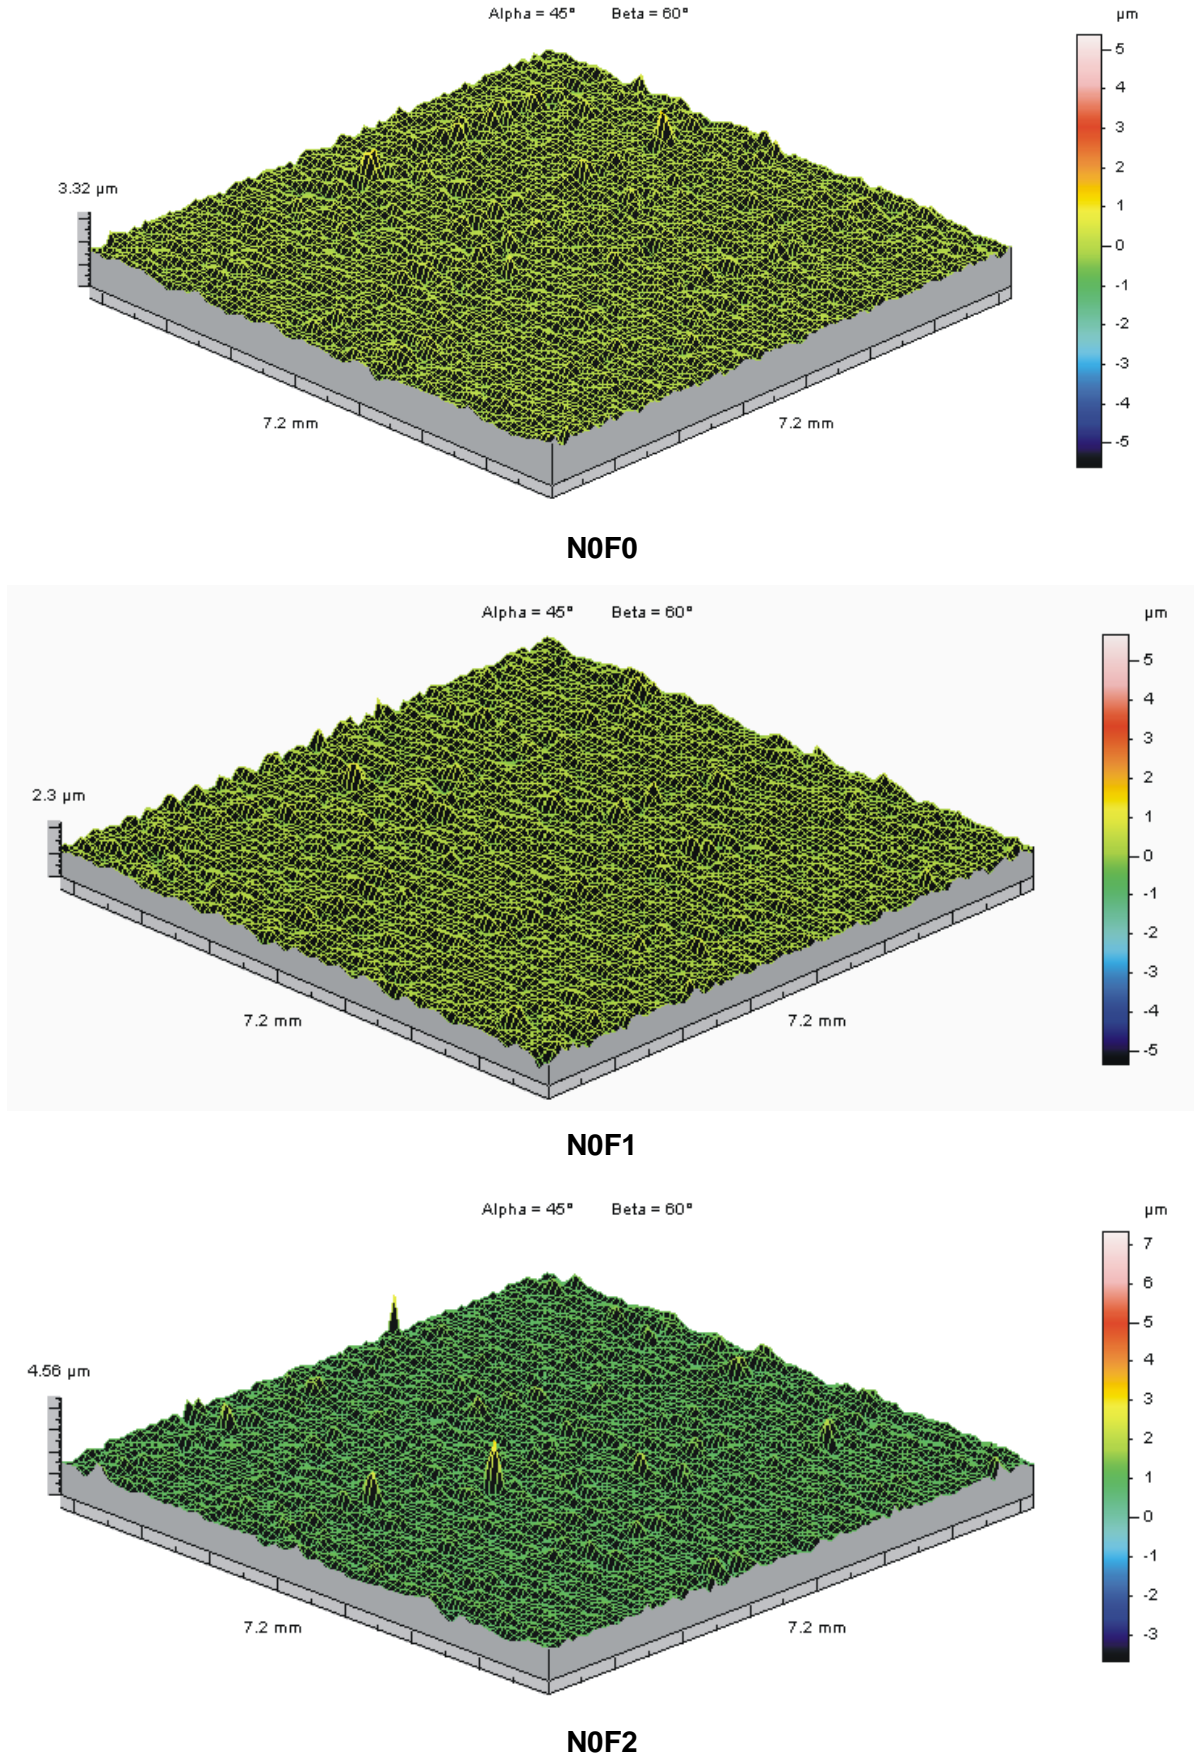 Alpha = 45° Beta = 60°
µm
5
4
3
2
1
0
-1
-2
-3
-4
-5
3.32 µm
7.2 mm
7.2 mm
N0F0
Alpha = 45° Beta = 60°
µm
5
4
3
2
1
0
-1
-2
-3
-4
-5
2.3 µm
7.2 mm
7.2 mm
N0F1
Alpha = 45° Beta = 60°
µm
7
6
5
4
3
2
1
0
-1
-2
-3
4.56 µm
7.2 mm
7.2 mm
N0F2